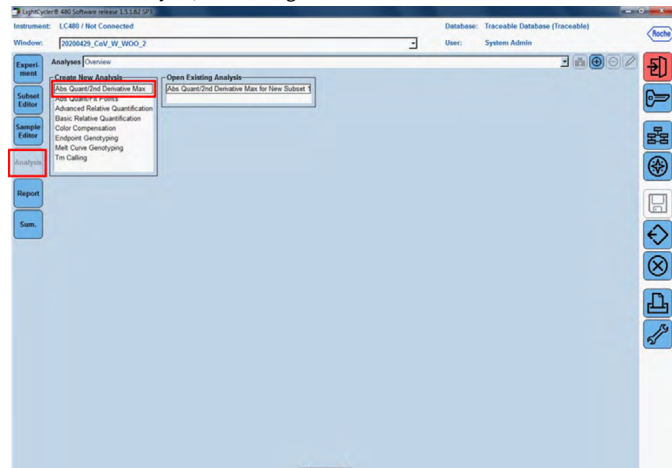 LightCycler® 480 Software release 1.5.1.62 SP3
Instrument: LC480 / Not Connected
Database: Traceable Database (Traceable)
Window: 20200429_CoV_W_WOO_2
User: System Admin
Roche
Experi-
ment
Subset
Editor
Sample
Editor
Analysis
Report
Sum.
Analyses Overview
Create New Analysis
Abs Quant/2nd Derivative Max
Abs Quant/Fit Points
Advanced Relative Quantification
Basic Relative Quantification
Color Compensation
Endpoint Genotyping
Melt Curve Genotyping
Tm Calling
Open Existing Analysis
Abs Quant/2nd Derivative Max for New Subset 1